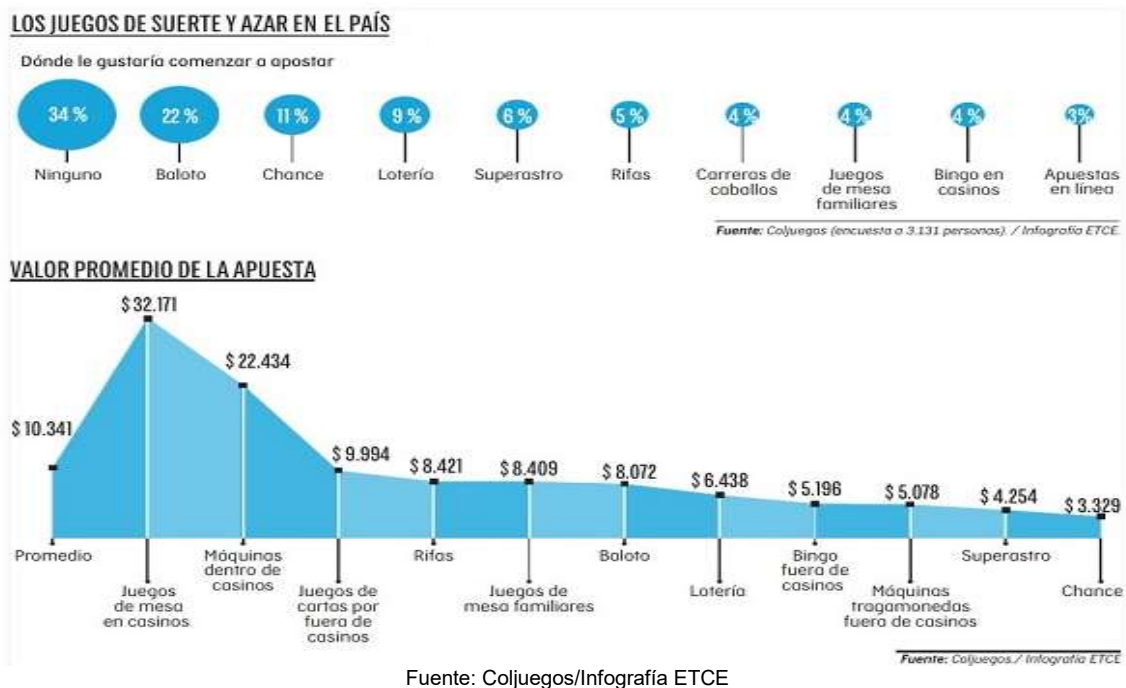 LOS JUEGOS DE SUERTE Y AZAR EN EL PAÍS
Dónde le gustaría comenzar a apostar
34 % 22 % 11 % 9 % 6 % 5 % 4 % 4 % 4 % 3%
Ninguno Baloto Chance Lotería Superastro Rifas Carreras de caballos Juegos de mesa familiares Bingo en casinos Apuestas en línea
Fuente: Coljuegos (encuesta a 3.131 personas). / Infografía ETCE.
VALOR PROMEDIO DE LA APUESTA
$ 10.341
$ 32.171
$ 22.434
$ 9.994
$ 8.421
$ 8.409
$ 8.072
$ 6.438
$ 5.196
$ 5.078
$ 4.254
$ 3.329
Promedio
Juegos
de mesa
en casinos
Máquinas
dentro de
casinos
Juegos de
cartas por
fuera de
casinos
Rifas
Juegos de
mesa familiares
Baloto
Lotería
Bingo
fuera de
casinos
Máquinas
tragamonedas
fuera de casinos
Superastro
Chance
Fuente: Coljuegos / Infografía ETCE
Fuente: Coljuegos/Infografía ETCE